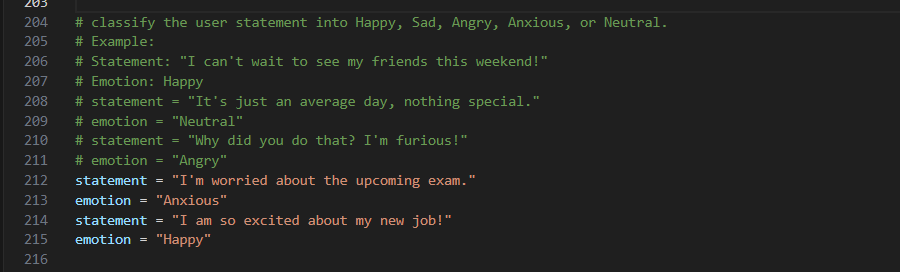 203
204 # classify the user statement into Happy, Sad, Angry, Anxious, or Neutral.
205 # Example:
206 # Statement: "I can't wait to see my friends this weekend!"
207 # Emotion: Happy
208 # statement = "It's just an average day, nothing special."
209 # emotion = "Neutral"
210 # statement = "Why did you do that? I'm furious!"
211 # emotion = "Angry"
212 statement = "I'm worried about the upcoming exam."
213 emotion = "Anxious"
214 statement = "I am so excited about my new job!"
215 emotion = "Happy"
216